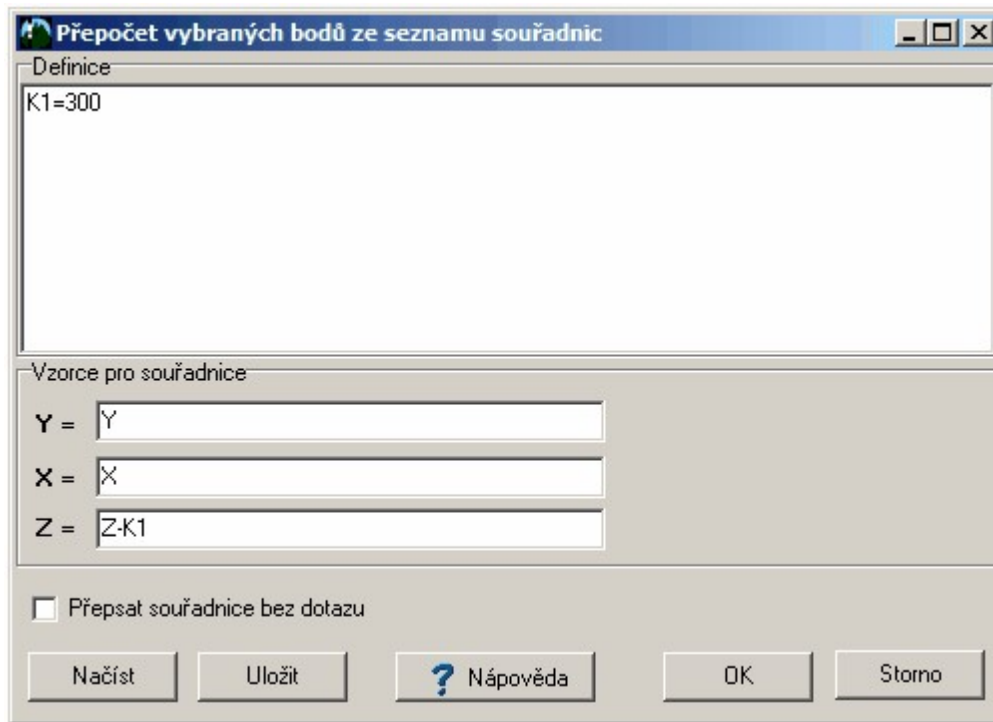 Přepočet vybraných bodů ze seznamu souřadnic
Definice
K1=300
Vzorce pro souřadnice
Y = Y
X = X
Z = Z-K1
Přepsat souřadnice bez dotazu
Načíst Uložit ? Nápověda OK Storno